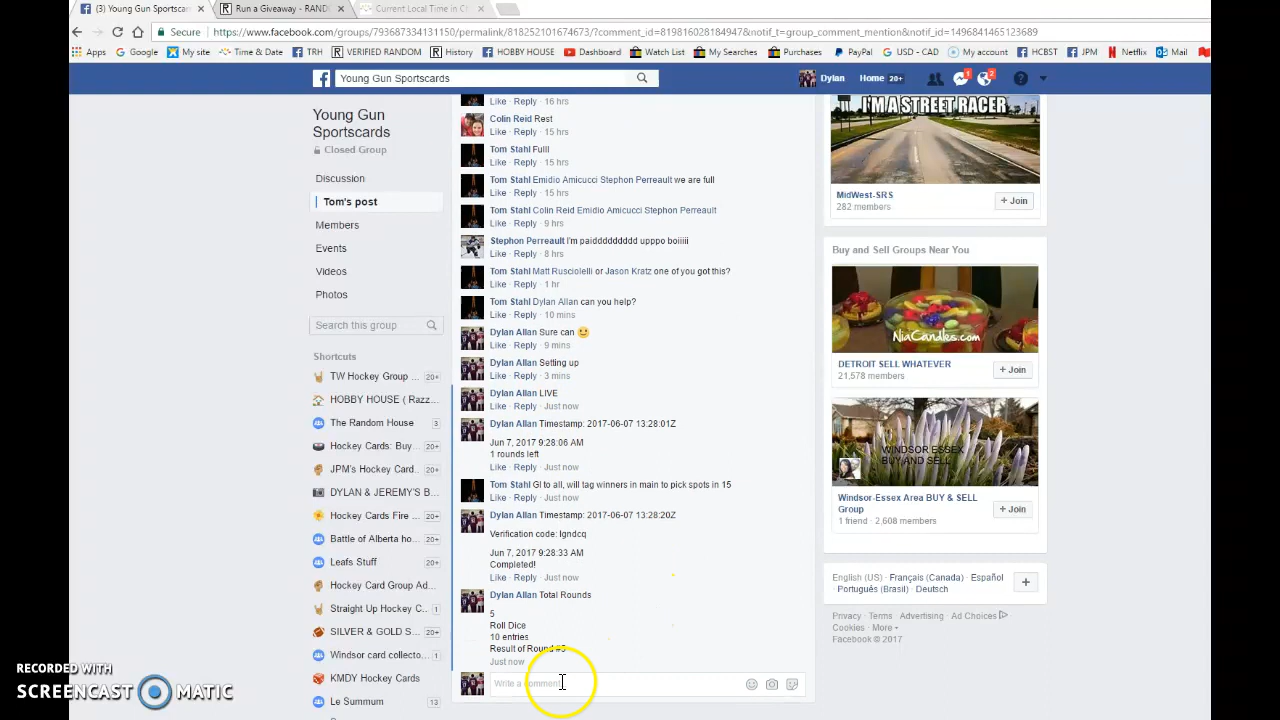 (3) Young Gun Sportscar
Run a Giveaway - RAND
Current Local Time in C
Secure https://www.facebook.com/groups/793687334131150/permalink/818252101674673/?comment_id=819816028184947&notif_t=group_comment_mention&notif_id=1496841465123689
Apps Google My site Time & Date TRH VERIFIED RANDOM History HOBBY HOUSE Dashboard Watch List My Searches Purchases PayPal USD - CAD My account HCBST JPM Netflix Mail
Young Gun Sportscards
Dylan Home 20+ 1 2
Young Gun
Sportscards
Closed Group
Discussion
Tom's post
Members
Events
Videos
Photos
Search this group
Shortcuts
TW Hockey Group ... 20+
HOBBY HOUSE ( Razz... 20+
The Random House 3
Hockey Cards: Buy ... 20+
JPM's Hockey Card... 20+
DYLAN & JEREMY'S B... 20+
Hockey Cards Fire ... 20+
Battle of Alberta ho... 20+
Leafs Stuff 20+
Hockey Card Group Ad... 20+
Straight Up Hockey C... 1
SILVER & GOLD S... 20+
Windsor card collecto... 20+
KMDY Hockey Cards 20+
Le Summum 13
Like · Reply · 16 hrs
Colin Reid Rest
Like · Reply · 15 hrs
Tom Stahl Fulll
Like · Reply · 15 hrs
Tom Stahl Emidio Amicucci Stephon Perreault we are full
Like · Reply · 15 hrs
Tom Stahl Colin Reid Emidio Amicucci Stephon Perreault
Like · Reply · 9 hrs
Stephon Perreault I'm paidddddddd upppo boiiiii
Like · Reply · 8 hrs
Tom Stahl Matt Rusciolelli or Jason Kratz one of you got this?
Like · Reply · 1 hr
Tom Stahl Dylan Allan can you help?
Like · Reply · 10 mins
Dylan Allan Sure can
Like · Reply · 9 mins
Dylan Allan Setting up
Like · Reply · 3 mins
Dylan Allan LIVE
Like · Reply · Just now
Dylan Allan Timestamp: 2017-06-07 13:28:01Z
Jun 7, 2017 9:28:06 AM
1 rounds left
Like · Reply · Just now
Tom Stahl Gl to all, will tag winners in main to pick spots in 15
Like · Reply · Just now
Dylan Allan Timestamp: 2017-06-07 13:28:20Z
Verification code: lgndcq
Jun 7, 2017 9:28:33 AM
Completed!
Like · Reply · Just now
Dylan Allan Total Rounds
5
Roll Dice
10 entries
Result of Round #5
Just now
Write a comment...
I'M A STREET RACER
MidWest-SRS
282 members
+ Join
Buy and Sell Groups Near You
NiaCandles.com
DETROIT SELL WHATEVER
21,578 members
+ Join
WINDSOR ESSEX
BUY AND SELL
Windsor-Essex Area BUY & SELL
Group
1 friend · 2,608 members
+ Join
English (US) · Français (Canada) · Español
Português (Brasil) · Deutsch
+
Privacy · Terms · Advertising · Ad Choices
Cookies · More
Facebook © 2017
RECORDED WITH
SCREENCAST MATIC